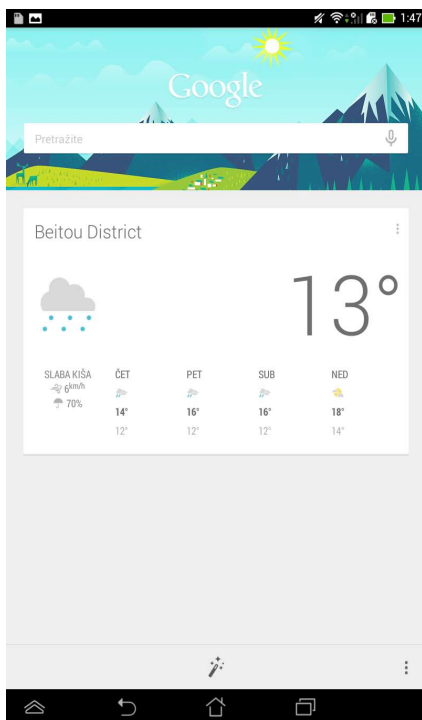 1:47
Google
Pretražite
Beitou District
13°
SLABA KIŠA ČET PET SUB NED
6km/h
70%
14° 16° 16° 18°
12° 12° 12° 14°